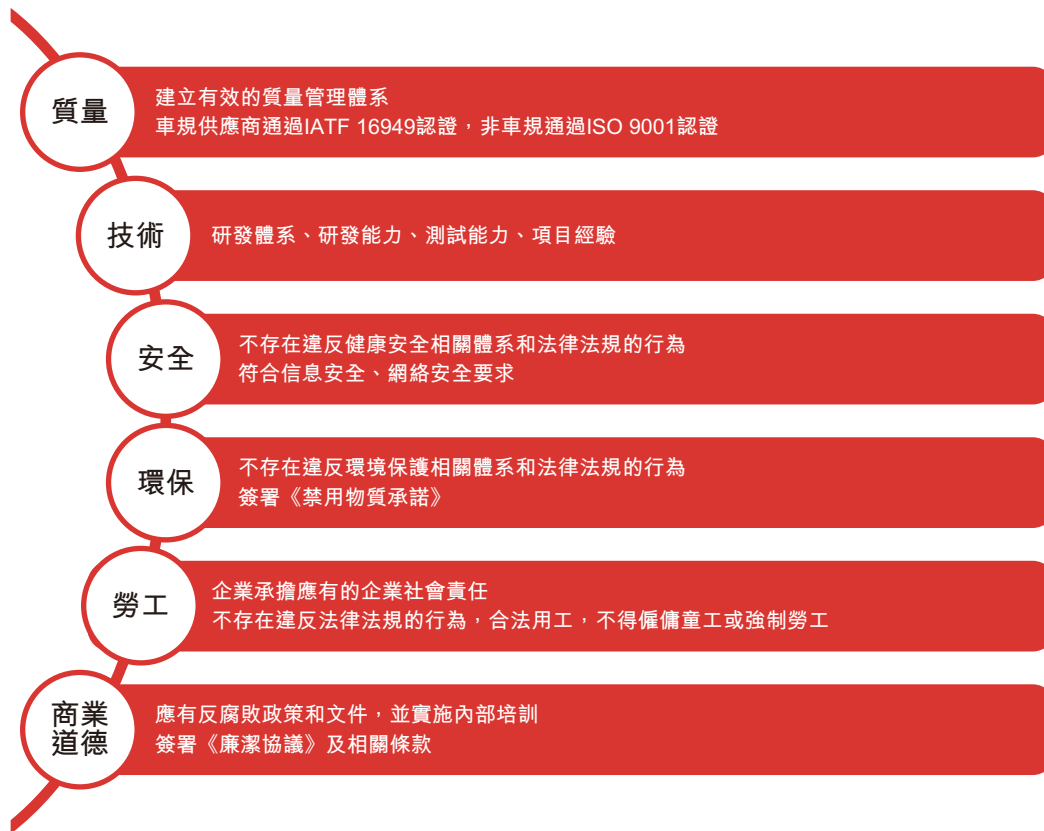 質量
建立有效的質量管理體系
車規供應商通過IATF 16949認證，非車規通過ISO 9001認證
技術
研發體系、研發能力、測試能力、項目經驗
安全
不存在違反健康安全相關體系和法律法規的行為
符合信息安全、網絡安全要求
環保
不存在違反環境保護相關體系和法律法規的行為
簽署《禁用物質承諾》
勞工
企業承擔應有的企業社會責任
不存在違反法律法規的行為，合法用工，不得僱傭童工或強制勞工
商業
道德
應有反腐敗政策和文件，並實施內部培訓
簽署《廉潔協議》及相關條款